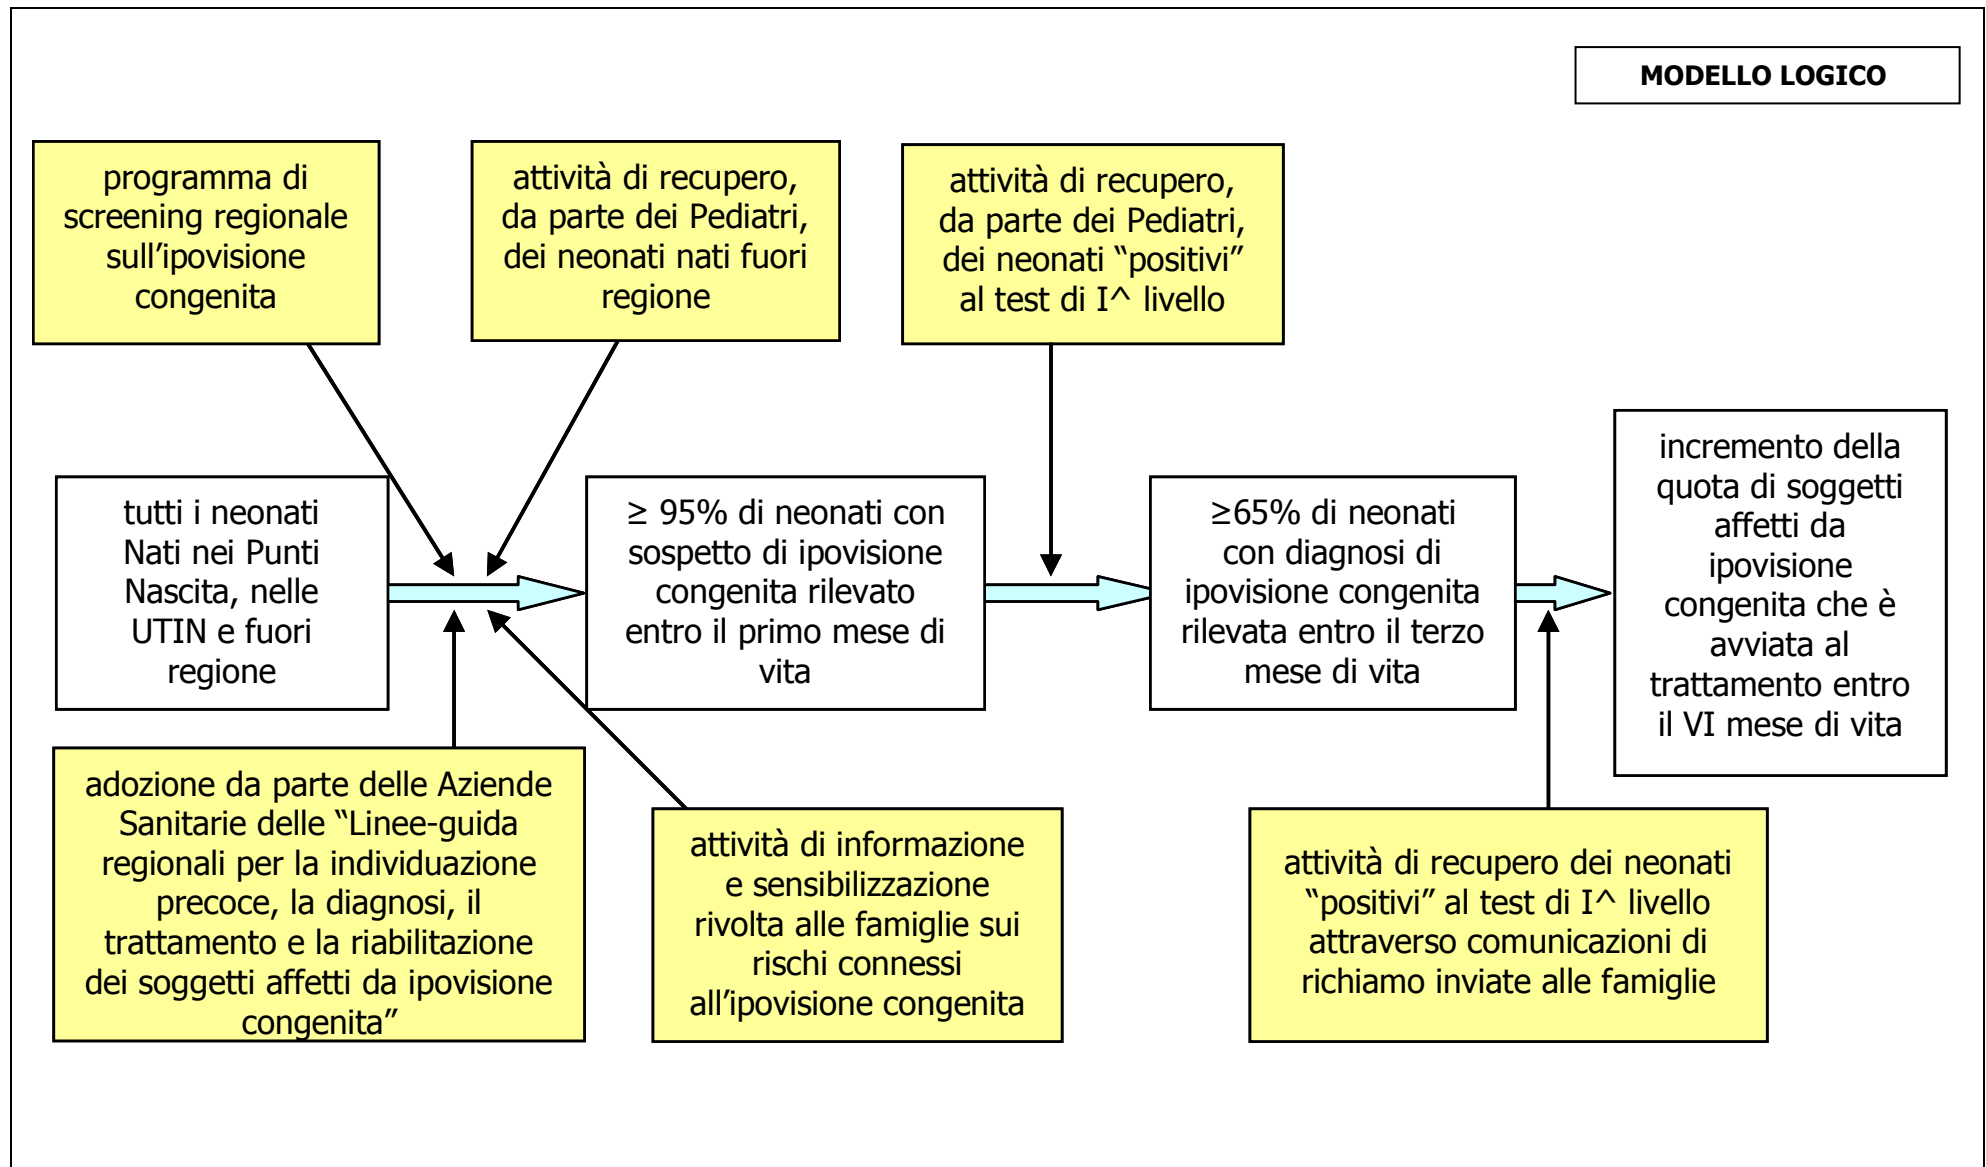 MODELLO LOGICO
programma di
screening regionale
sull’ipovisione
congenita
attività di recupero,
da parte dei Pediatri,
dei neonati nati fuori
regione
attività di recupero,
da parte dei Pediatri,
dei neonati “positivi”
al test di I^ livello
tutti i neonati
Nati nei Punti
Nascita, nelle
UTIN e fuori
regione
≥ 95% di neonati con
sospetto di ipovisione
congenita rilevato
entro il primo mese di
vita
≥65% di neonati
con diagnosi di
ipovisione congenita
rilevata entro il terzo
mese di vita
incremento della
quota di soggetti
affetti da
ipovisione
congenita che è
avviata al
trattamento entro
il VI mese di vita
adozione da parte delle Aziende
Sanitarie delle “Linee-guida
regionali per la individuazione
precoce, la diagnosi, il
trattamento e la riabilitazione
dei soggetti affetti da ipovisione
congenita”
attività di informazione
e sensibilizzazione
rivolta alle famiglie sui
rischi connessi
all’ipovisione congenita
attività di recupero dei neonati
“positivi” al test di I^ livello
attraverso comunicazioni di
richiamo inviate alle famiglie